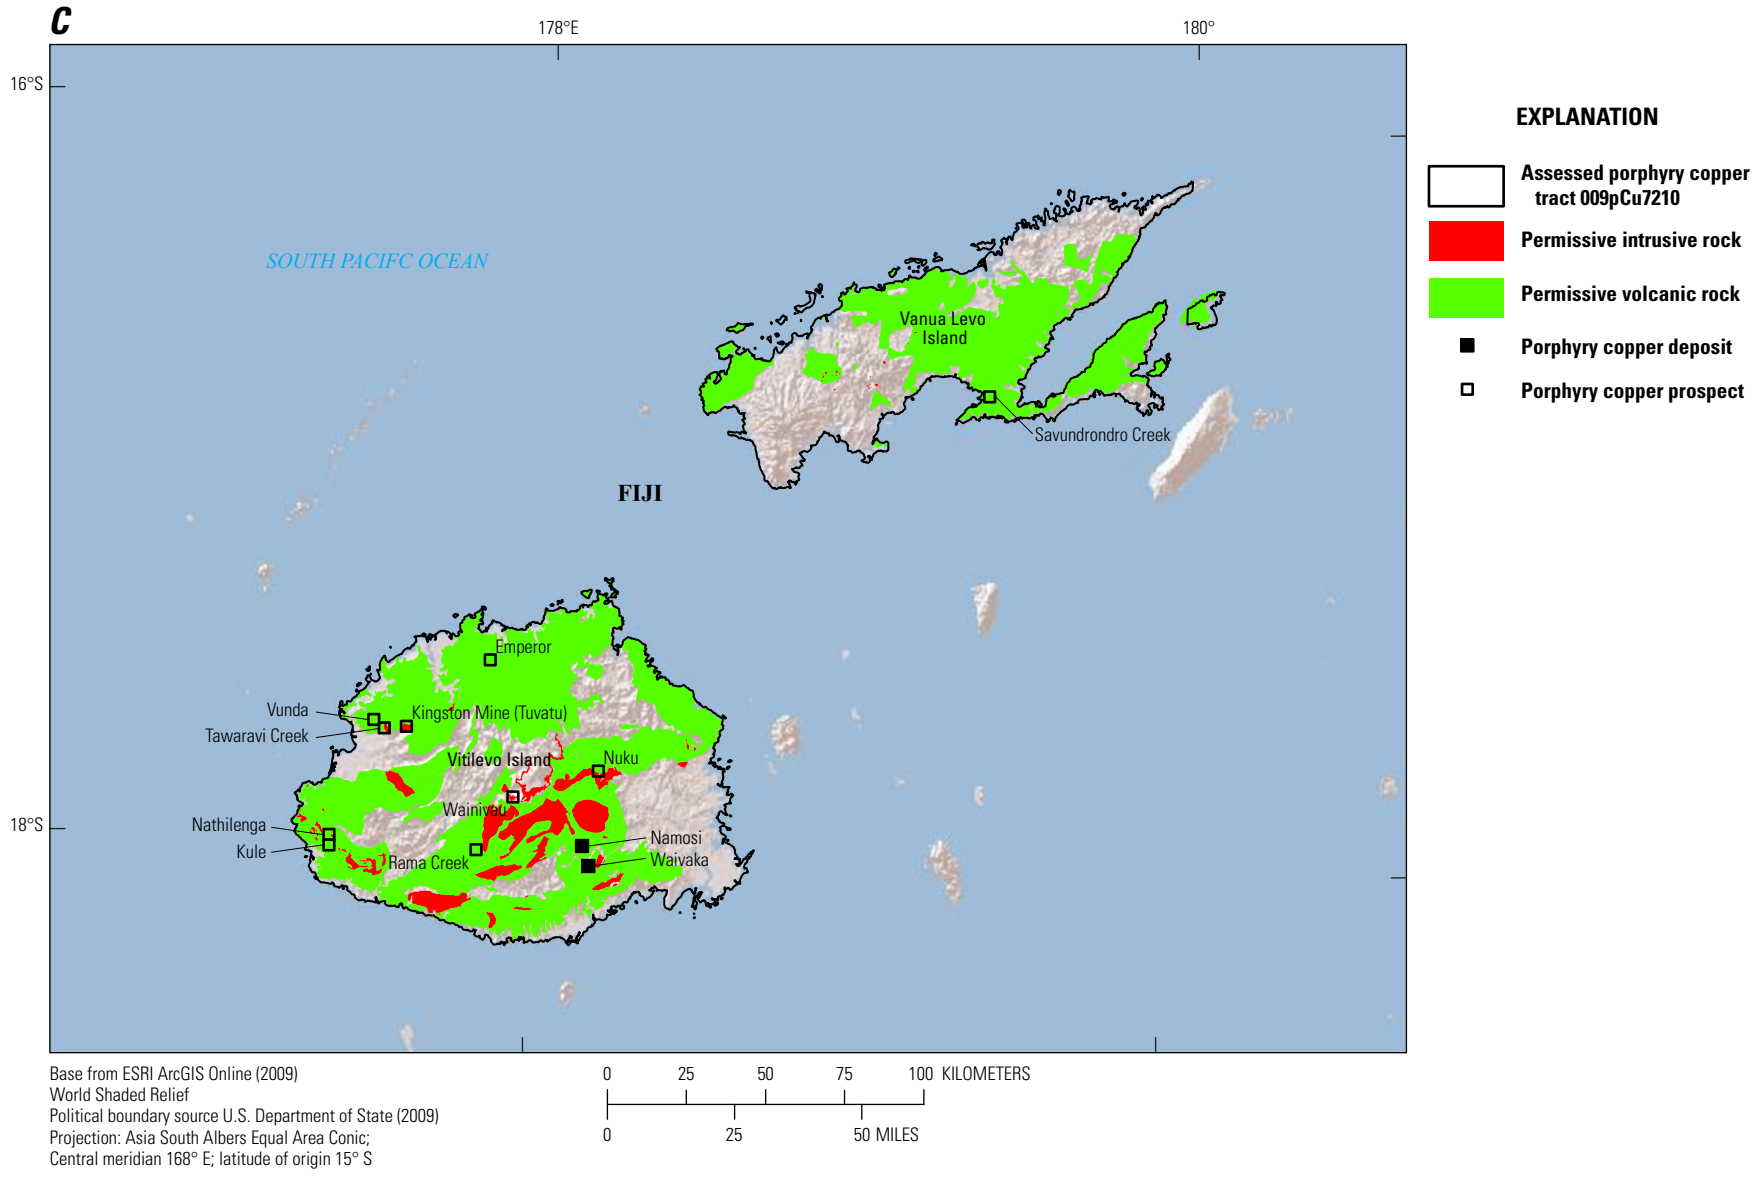 C
178°E
180°
16°S
EXPLANATION
Assessed porphyry copper
tract 009pCu7210
Permissive intrusive rock
Permissive volcanic rock
Porphyry copper deposit
Porphyry copper prospect
SOUTH PACIFC OCEAN
Vanua Levo
Island
Savundrondro Creek
FIJI
Emperor
Vunda
Kingston Mine (Tuvatu)
Tawaravi Creek
Vitilevo Island
Nuku
Wainivau
18°S
Nathilenga
Namosi
Kule
Rama Creek
Waivaka
Base from ESRI ArcGIS Online (2009)
World Shaded Relief
Political boundary source U.S. Department of State (2009)
Projection: Asia South Albers Equal Area Conic;
Central meridian 168° E; latitude of origin 15° S
0 25 50 75 100 KILOMETERS
0 25 50 MILES